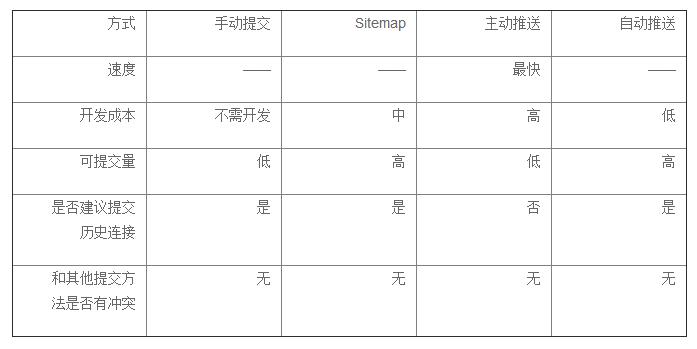 方式 手动提交 Sitemap 主动推送 自动推送
速度 —— —— 最快 ——
开发成本 不需开发 中 高 低
可提交量 低 高 低 高
是否建议提交 是 是 否 是
历史连接
和其他提交方 无 无 无 无
法是否有冲突